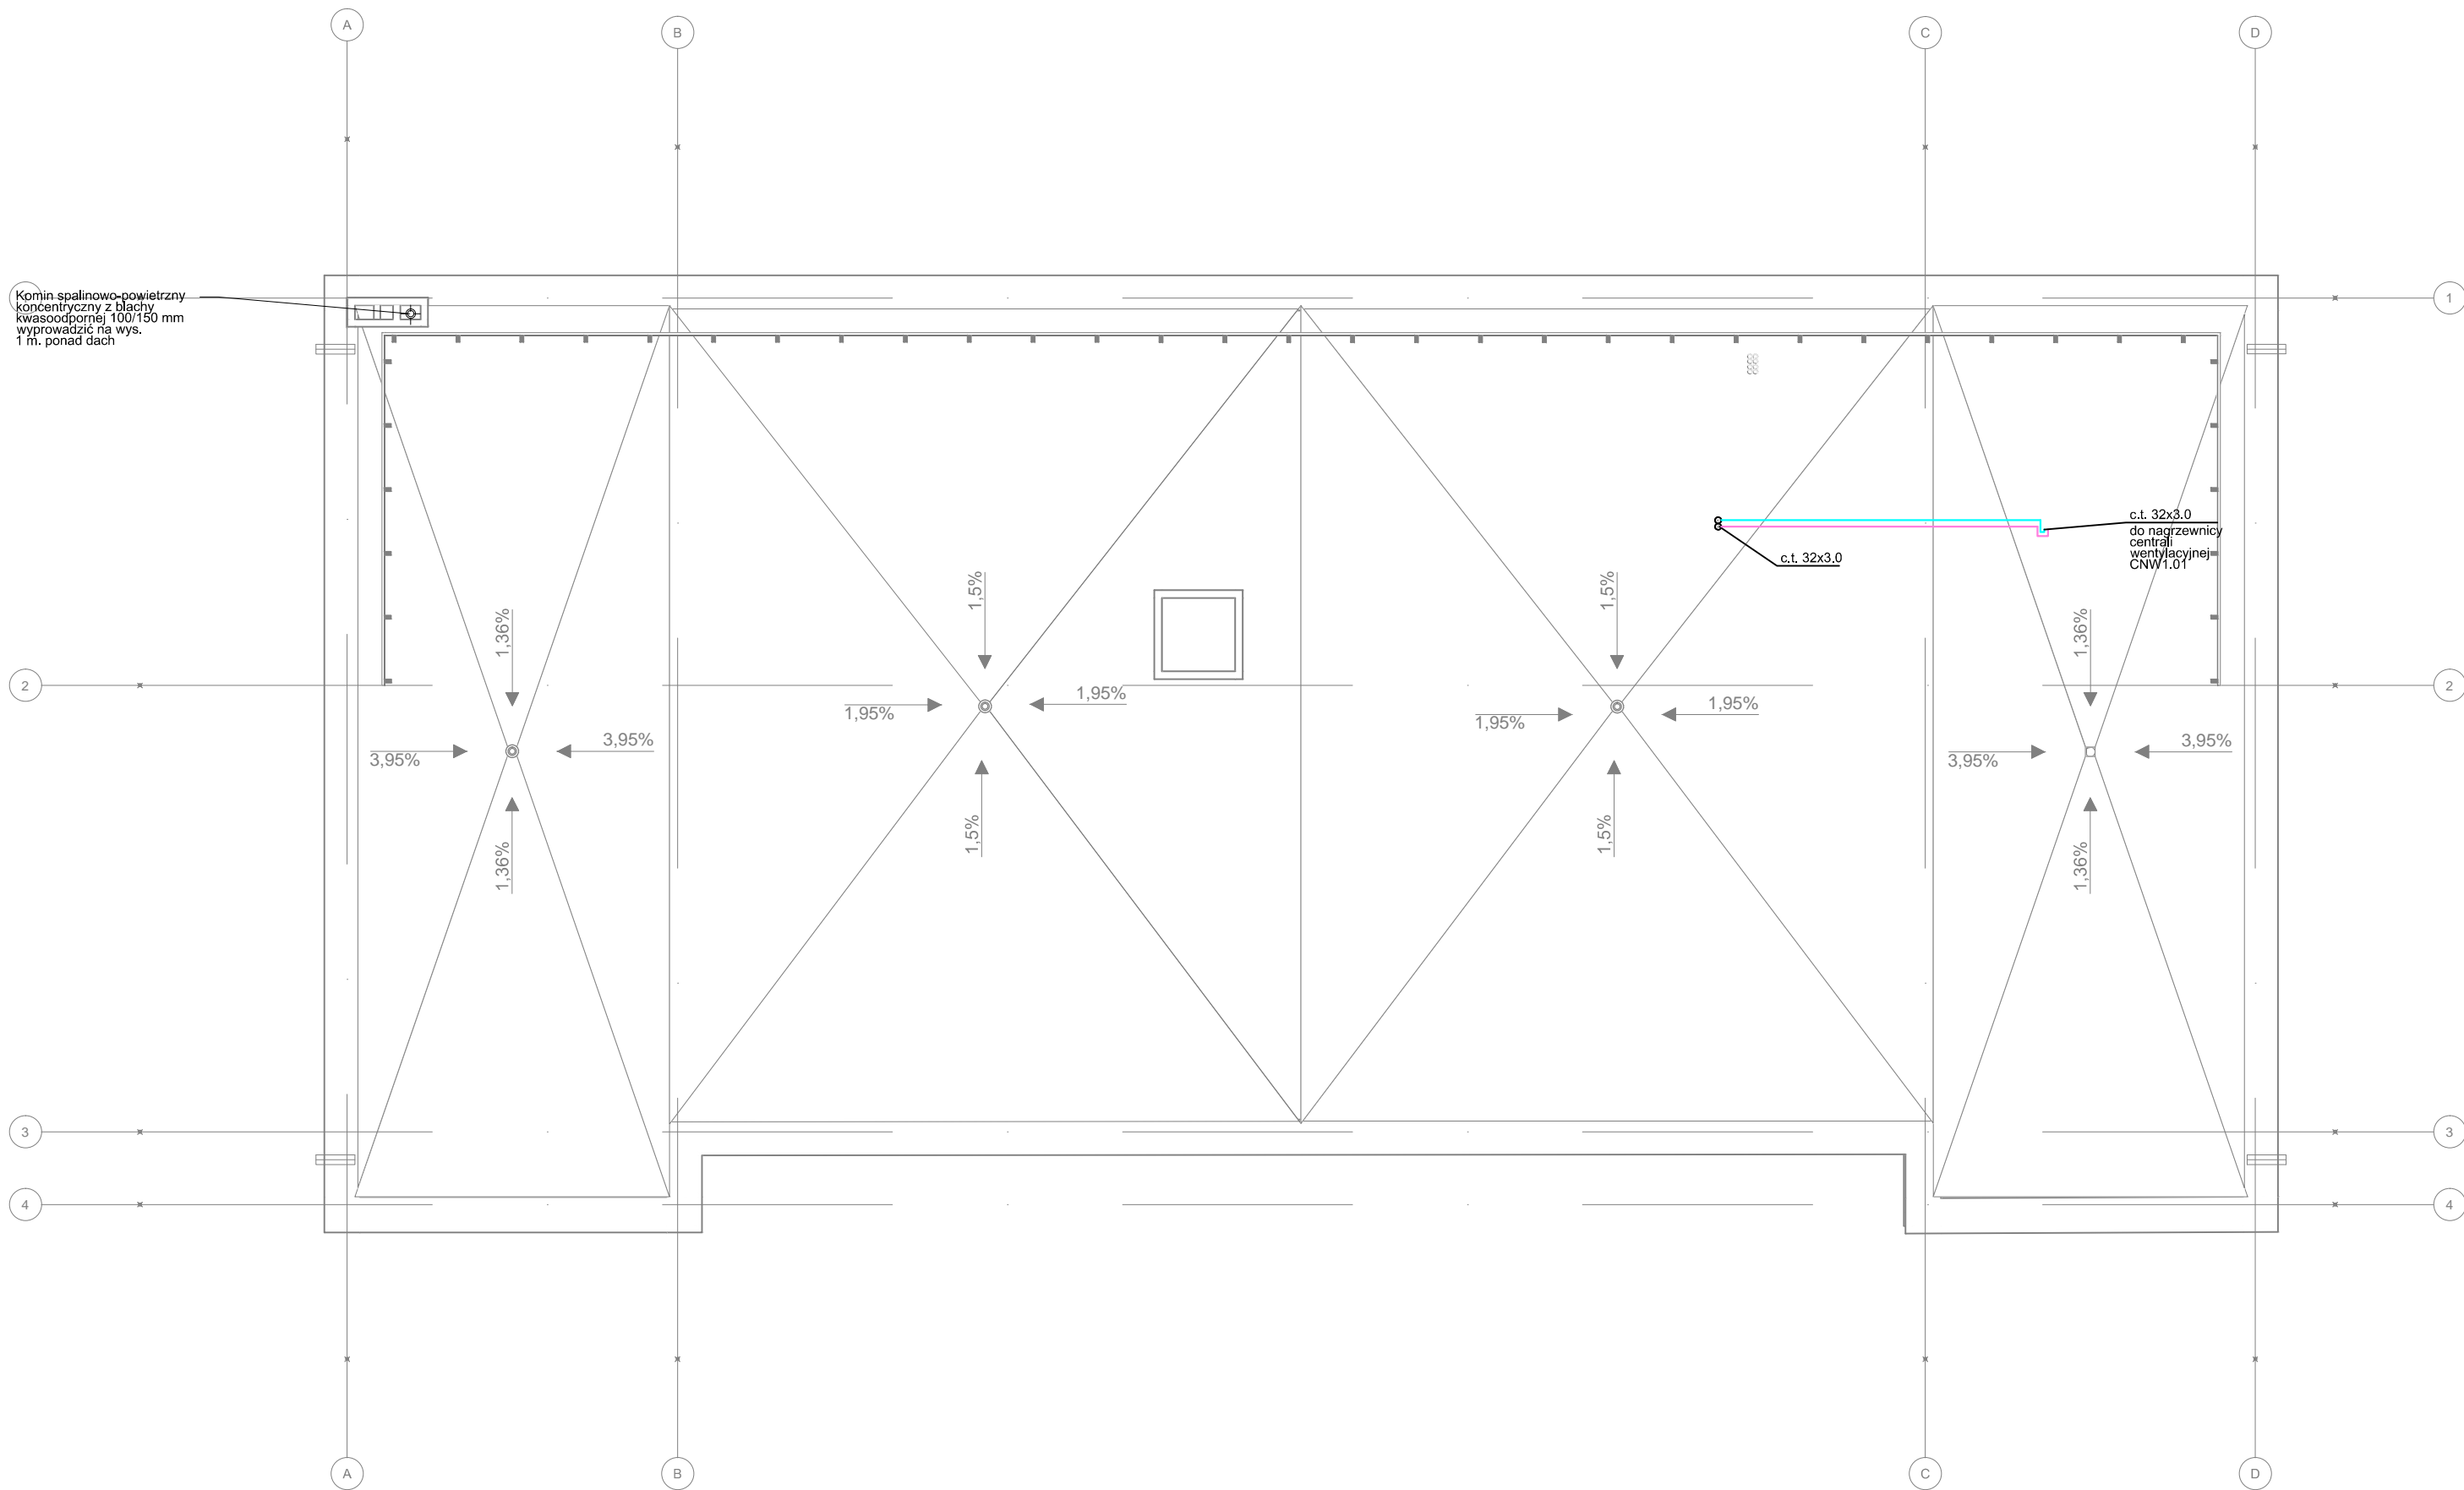 A
B
C
D
1
Komin spalinowo-powietrzny
koncentryczny z blachy
kwasoodpornej 100/150 mm
wyprowadzić na wys.
1 m. ponad dach
c.t. 32x3.0
do nagrzewnicy
centrali
wentylacyjnej
CNW1.01
c.t. 32x3.0
1,36%
1,5%
1,5%
1,36%
2
2
1,95%
1,95%
1,95%
1,95%
3,95%
3,95%
3,95%
3,95%
1,36%
1,5%
1,5%
1,36%
3
3
4
4
A
B
C
D